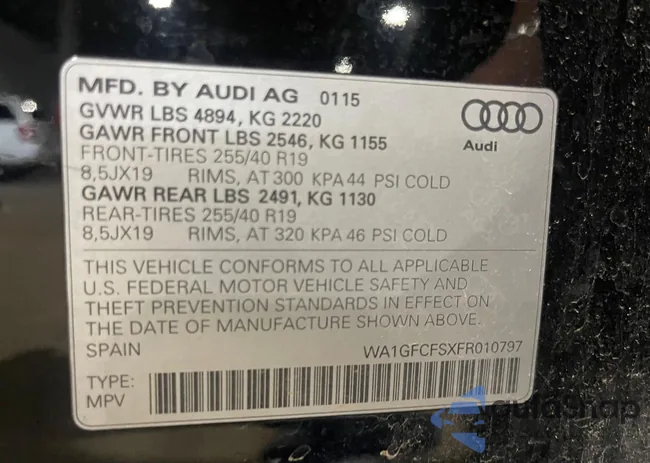 MFD. BY AUDI AG 0115
GVWR LBS 4894, KG 2220
GAWR FRONT LBS 2546, KG 1155
FRONT-TIRES 255/40 R19
8,5JX19 RIMS, AT 300 KPA 44 PSI COLD
GAWR REAR LBS 2491, KG 1130
REAR-TIRES 255/40 R19
8,5JX19 RIMS, AT 320 KPA 46 PSI COLD
Audi
THIS VEHICLE CONFORMS TO ALL APPLICABLE
U.S. FEDERAL MOTOR VEHICLE SAFETY AND
THEFT PREVENTION STANDARDS IN EFFECT ON
THE DATE OF MANUFACTURE SHOWN ABOVE.
SPAIN WA1GFCFSXFR010797
TYPE:
MPV
guidshop